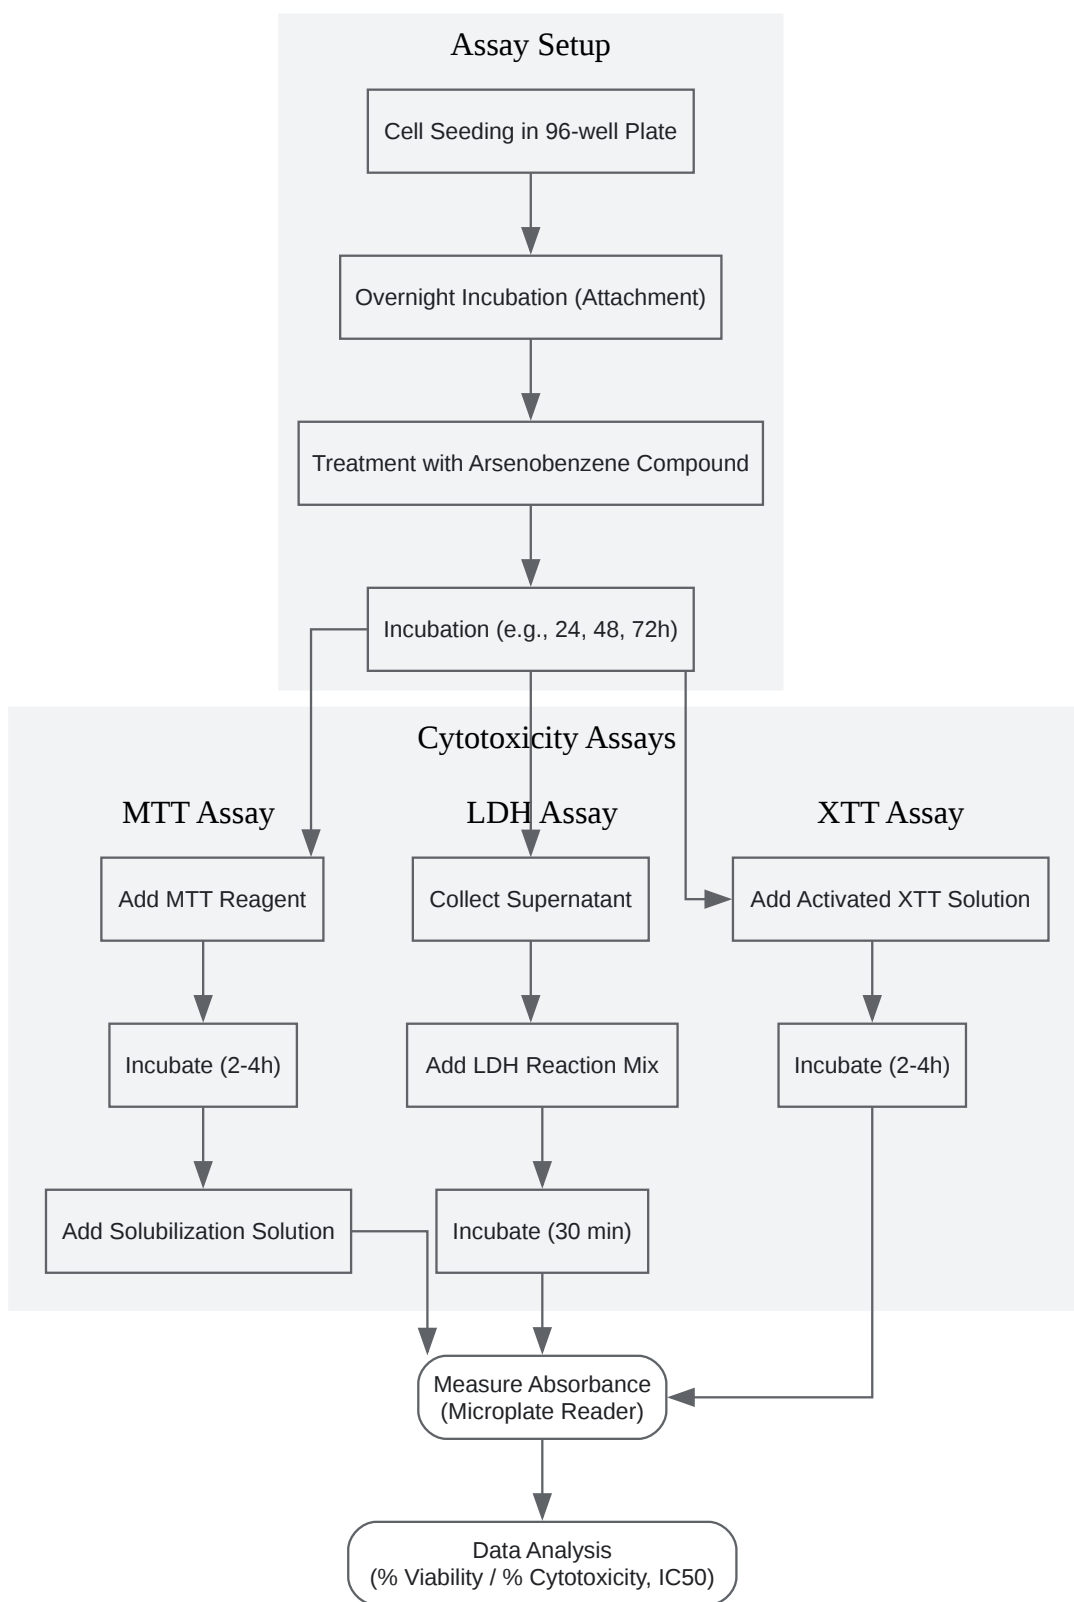 Assay Setup
Cell Seeding in 96-well Plate
Overnight Incubation (Attachment)
Treatment with Arsenobenzene Compound
Incubation (e.g., 24, 48, 72h)
Cytotoxicity Assays
MTT Assay
LDH Assay
XTT Assay
Add MTT Reagent
Collect Supernatant
Add Activated XTT Solution
Incubate (2-4h)
Add LDH Reaction Mix
Incubate (2-4h)
Add Solubilization Solution
Incubate (30 min)
Measure Absorbance
(Microplate Reader)
Data Analysis
(% Viability / % Cytotoxicity, IC50)